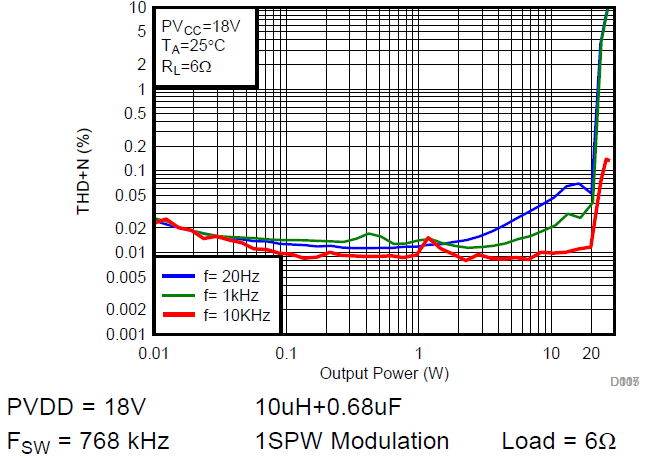 10
5
2
1
0.5
0.2
0.1
0.05
0.02
0.01
0.005
0.002
0.001
THD+N (%)
PVCC=18V
TA=25°C
RL=6Ω
f= 20Hz
f= 1kHz
f= 10KHz
0.01 0.1 1 10 20
Output Power (W)
PVDD = 18V 10uH+0.68uF
FSW = 768 kHz 1SPW Modulation Load = 6Ω